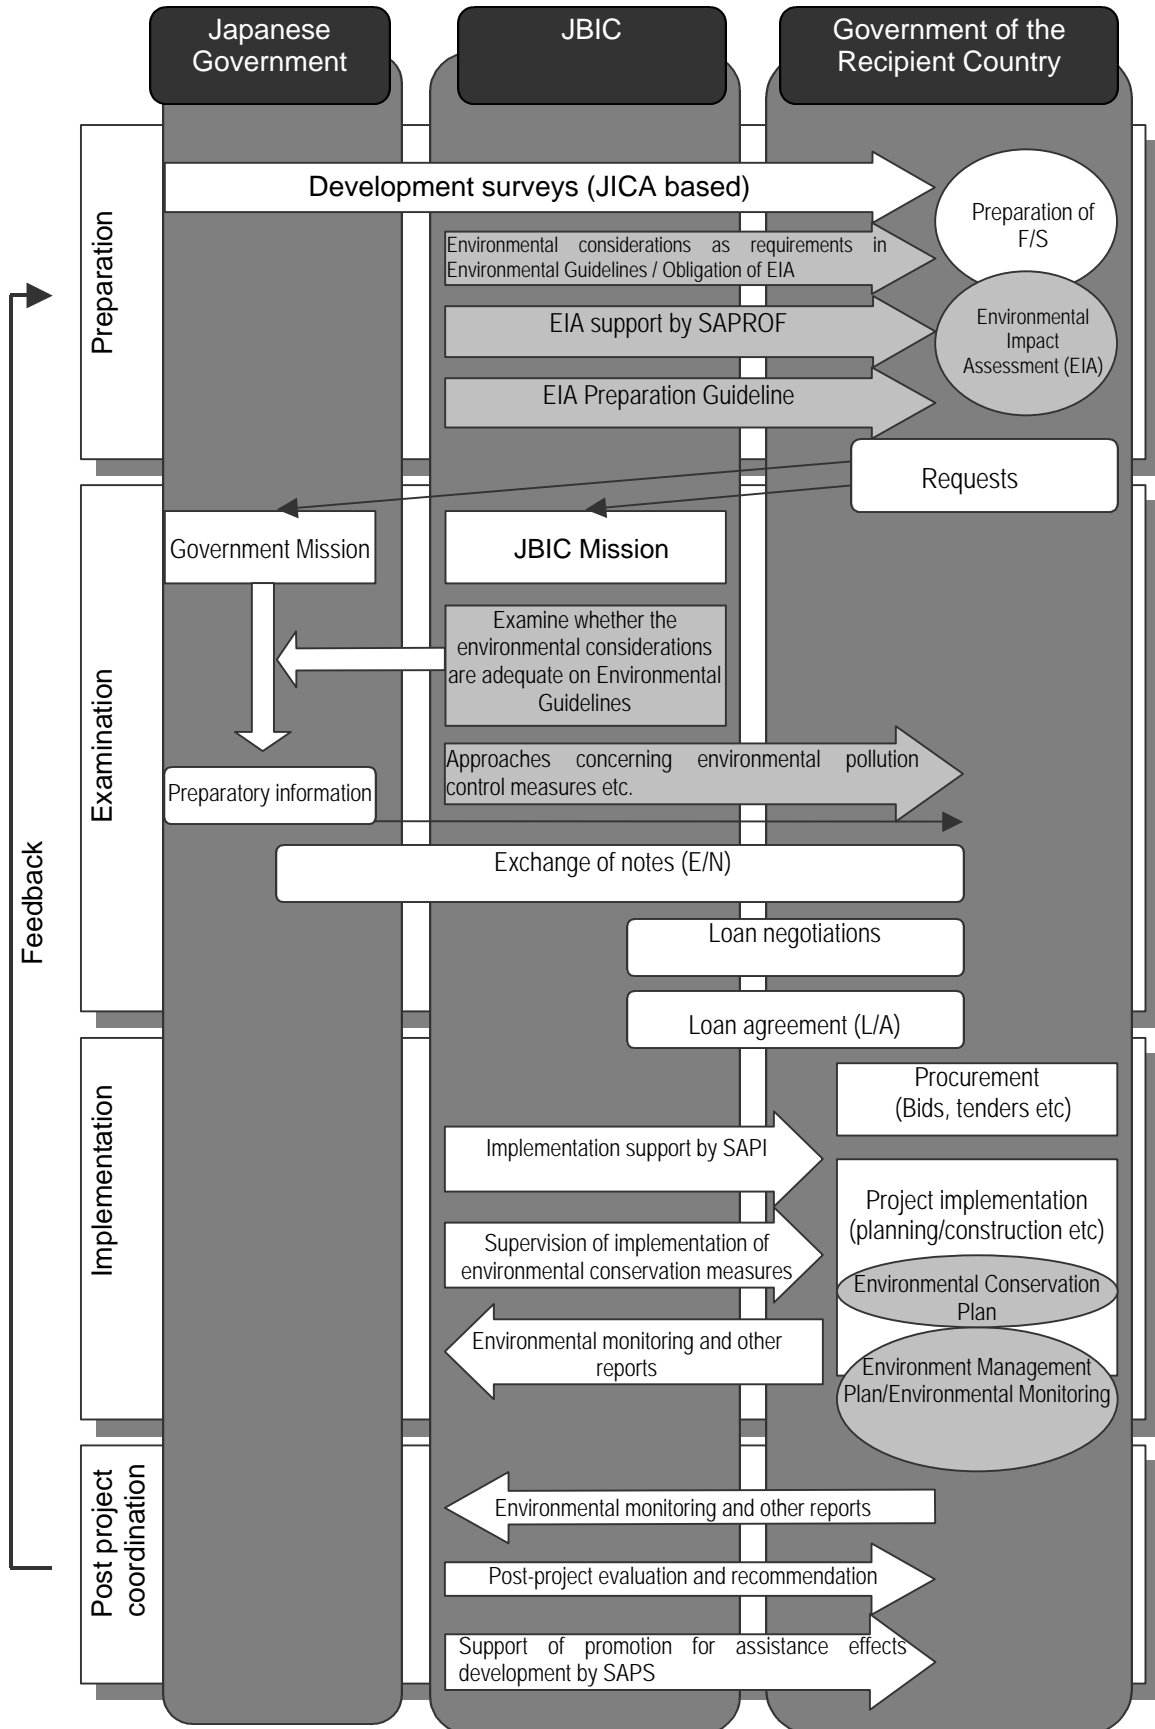 Japanese
Government
JBIC
Government of the
Recipient Country
Preparation
Development surveys (JICA based)
Preparation of
F/S
Environmental considerations as requirements in
Environmental Guidelines / Obligation of EIA
EIA support by SAPROF
Environmental
Impact
Assessment (EIA)
EIA Preparation Guideline
Requests
Examination
Government Mission
JBIC Mission
Examine whether the
environmental considerations
are adequate on Environmental
Guidelines
Approaches concerning environmental pollution
control measures etc.
Preparatory information
Exchange of notes (E/N)
Feedback
Loan negotiations
Loan agreement (L/A)
Implementation
Procurement
(Bids, tenders etc)
Implementation support by SAPI
Project implementation
(planning/construction etc)
Supervision of implementation of
environmental conservation measures
Environmental Conservation
Plan
Environmental monitoring and other
reports
Environment Management
Plan/Environmental Monitoring
Post project
coordination
Environmental monitoring and other reports
Post-project evaluation and recommendation
Support of promotion for assistance effects
development by SAPS